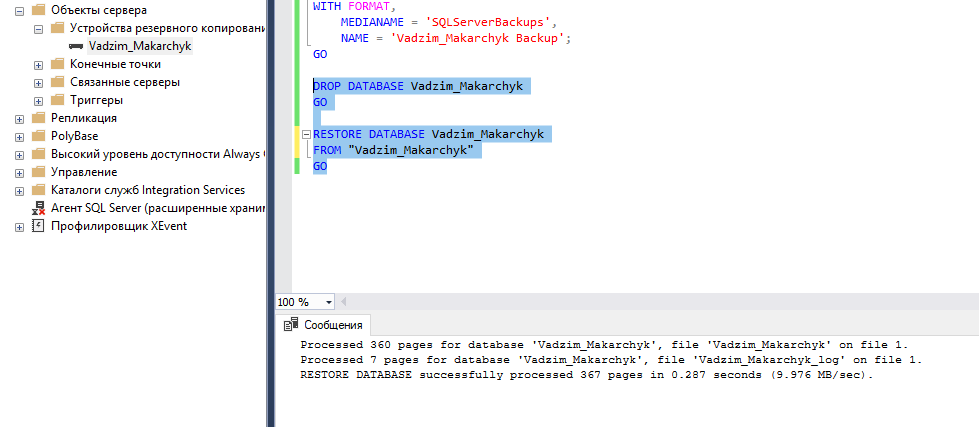 Объекты сервера
Устройства резервного копировани
Vadzim_Makarchyk
Конечные точки
Связанные серверы
Триггеры
Репликация
PolyBase
Высокий уровень доступности Always
Управление
Каталоги служб Integration Services
Агент SQL Server (расширенные храни
Профилировщик XEvent
WITH FORMAT,
MEDIANAME = 'SQLServerBackups',
NAME = 'Vadzim_Makarchyk Backup';
GO
DROP DATABASE Vadzim_Makarchyk
GO
RESTORE DATABASE Vadzim_Makarchyk
FROM "Vadzim_Makarchyk"
GO
100 %
Сообщения
Processed 360 pages for database 'Vadzim_Makarchyk', file 'Vadzim_Makarchyk' on file 1.
Processed 7 pages for database 'Vadzim_Makarchyk', file 'Vadzim_Makarchyk_log' on file 1.
RESTORE DATABASE successfully processed 367 pages in 0.287 seconds (9.976 MB/sec).